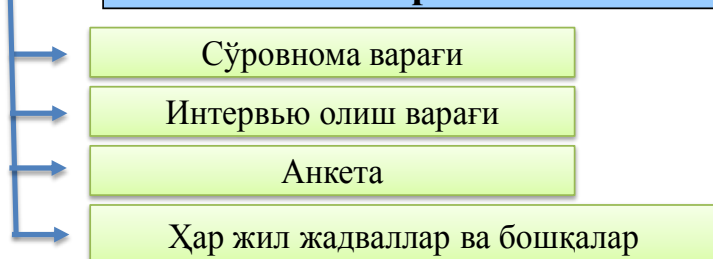 Сўровнома варағи
Интервью олиш варағи
Анкета
Ҳар жил жадваллар ва бошқалар